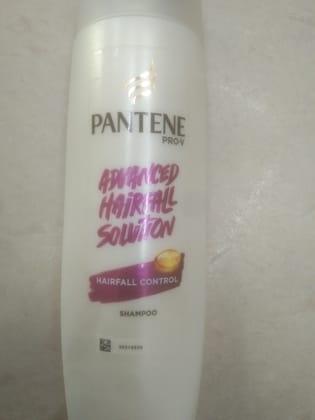 PANTENE
PRO-V
ADVANCED
HAIRFALL
SOLUTION
HAIRFALL CONTROL
SHAMPOO